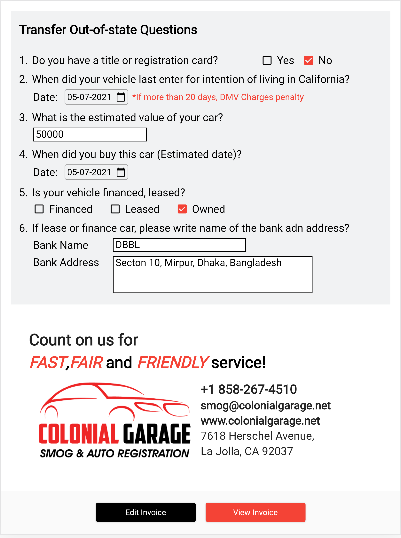 Transfer Out-of-state Questions
1. Do you have a title or registration card? Yes No
2. When did your vehicle last enter for intention of living in California?
Date: 05-07-2021 *If more than 20 days, DMV Charges penalty
3. What is the estimated value of your car?
50000
4. When did you buy this car (Estimated date)?
Date: 05-07-2021
5. Is your vehicle financed, leased?
Financed Leased Owned
6. If lease or finance car, please write name of the bank adn address?
Bank Name DBBL
Bank Address Secton 10, Mirpur, Dhaka, Bangladesh
Count on us for
FAST,FAIR and FRIENDLY service!
COLONIAL GARAGE
SMOG & AUTO REGISTRATION
+1 858-267-4510
smog@colonialgarage.net
www.colonialgarage.net
7618 Herschel Avenue,
La Jolla, CA 92037
Edit Invoice View Invoice